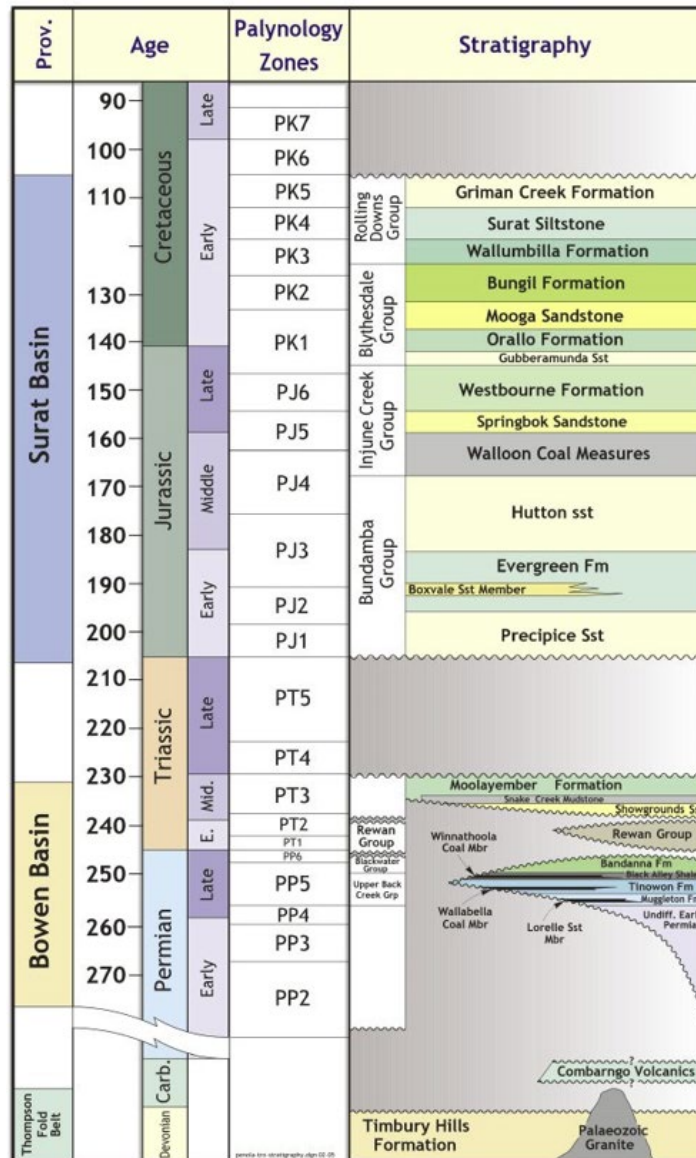 Prov.
Age
Palynology
Zones
Stratigraphy
Surat Basin
Bowen Basin
Thompson
Fold
Belt
90
100
110
130
140
150
160
170
180
190
200
210
220
230
240
250
260
270
Cretaceous
Jurassic
Triassic
Permian
Carb.
Devonian
Late
Early
Late
Middle
Early
Late
Mid.
E.
Late
Early
PK7
PK6
PK5
PK4
PK3
PK2
PK1
PJ6
PJ5
PJ4
PJ3
PJ2
PJ1
PT5
PT4
PT3
PT2
PT1
PP6
PP5
PP4
PP3
PP2
Rolling
Downs
Group
Blythesdale
Group
Injune Creek
Group
Bundamba
Group
Rewan
Group
Blackwater
Group
Upper Back
Creek Grp
Griman Creek Formation
Surat Siltstone
Wallumbilla Formation
Bungil Formation
Mooga Sandstone
Orallo Formation
Gubberamunda Sst
Westbourne Formation
Springbok Sandstone
Walloon Coal Measures
Hutton sst
Evergreen Fm
Boxvale Sst Member
Precipice Sst
Moolayember Formation
Snake Creek Mudstone
Showgrounds Ss
Rewan Group
Winnathoola
Coal Mbr
Bandanna Fm
Black Alley Shale
Tinowon Fm
Muggleton Fm
Wallabella
Coal Mbr
Lorelle Sst
Mbr
Undiff. Early
Permia
?
Combarngo Volcanics
?
Timbury Hills
Formation
Palaeozoic
Granite